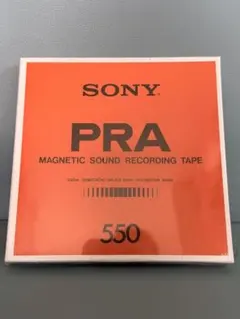 SONY.
PRA
MAGNETIC SOUND RECORDING TAPE
550